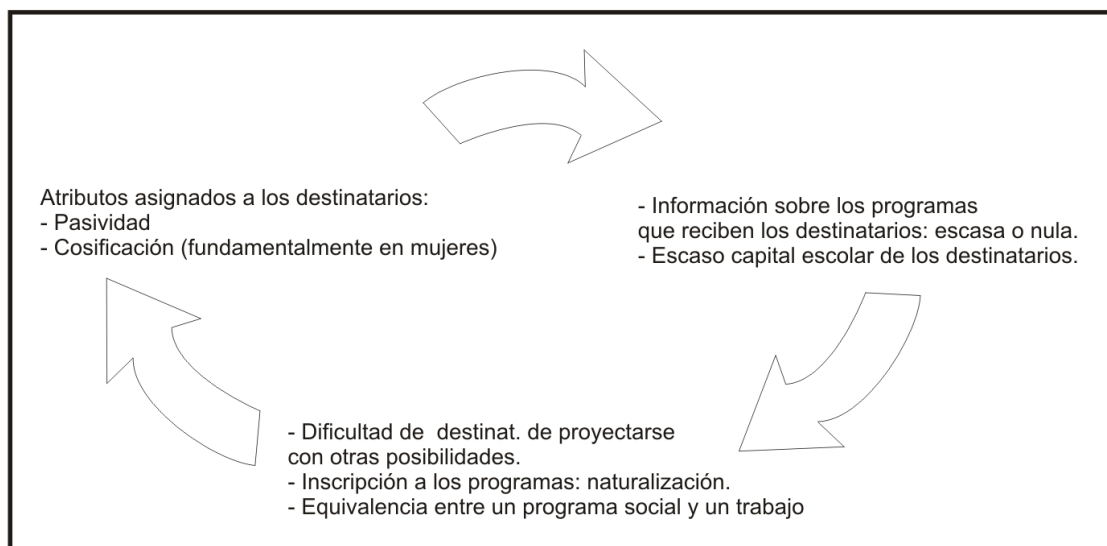 Atributos asignados a los destinatarios:
- Pasividad
- Cosificación (fundamentalmente en mujeres)
- Información sobre los programas
que reciben los destinatarios: escasa o nula.
- Escaso capital escolar de los destinatarios.
- Dificultad de destinat. de proyectarse
con otras posibilidades.
- Inscripción a los programas: naturalización.
- Equivalencia entre un programa social y un trabajo